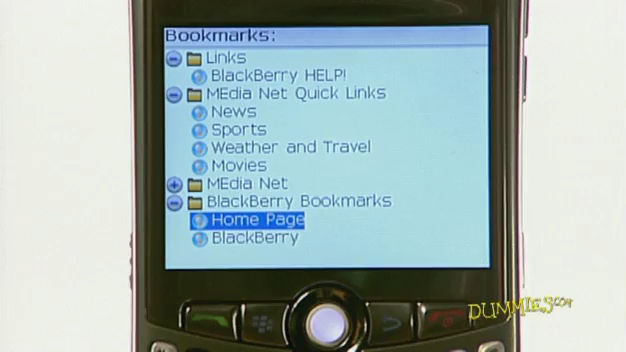 Bookmarks:
Links
BlackBerry HELP!
MEdia Net Quick Links
News
Sports
Weather and Travel
Movies
MEdia Net
BlackBerry Bookmarks
Home Page
BlackBerry
DUMMIES.COM